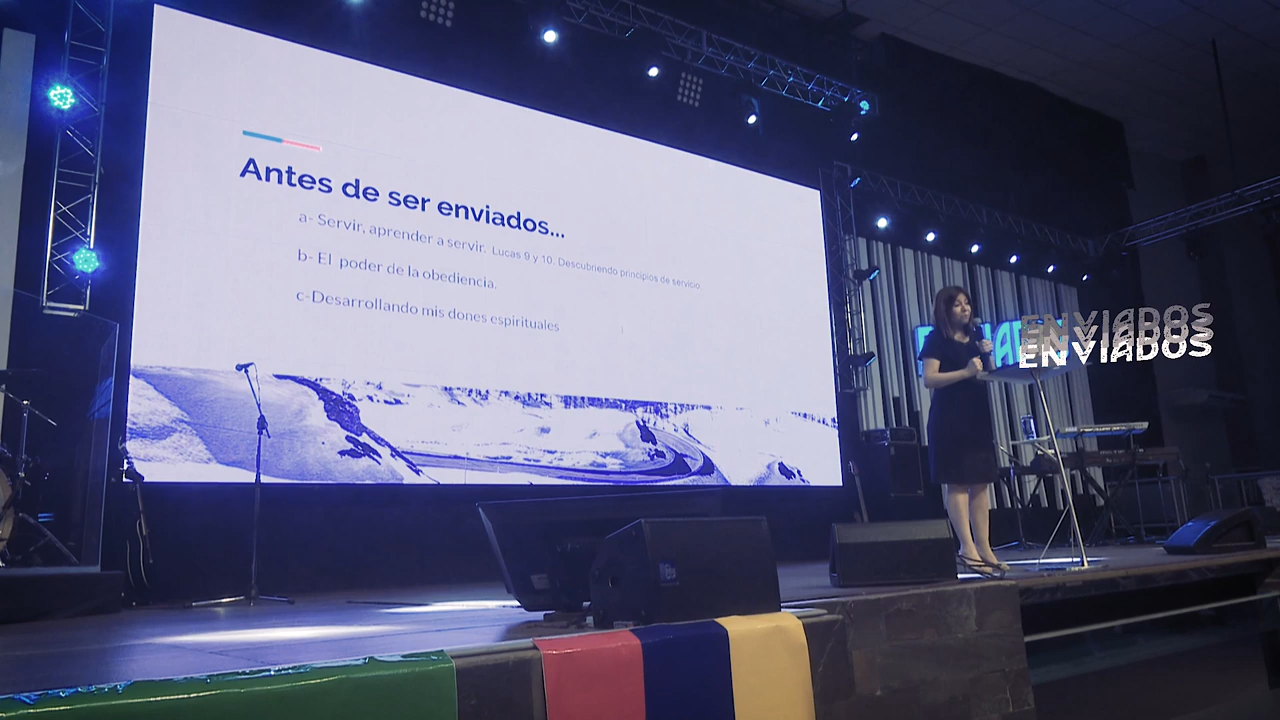 Antes de ser enviados...
a- Servir, aprender a servir. Lucas 9 y 10. Descubriendo principios de servicio
b- El poder de la obediencia.
c-Desarrollando mis dones espirituales
ENVIADOS
ENVIADOS
ENVIADOS